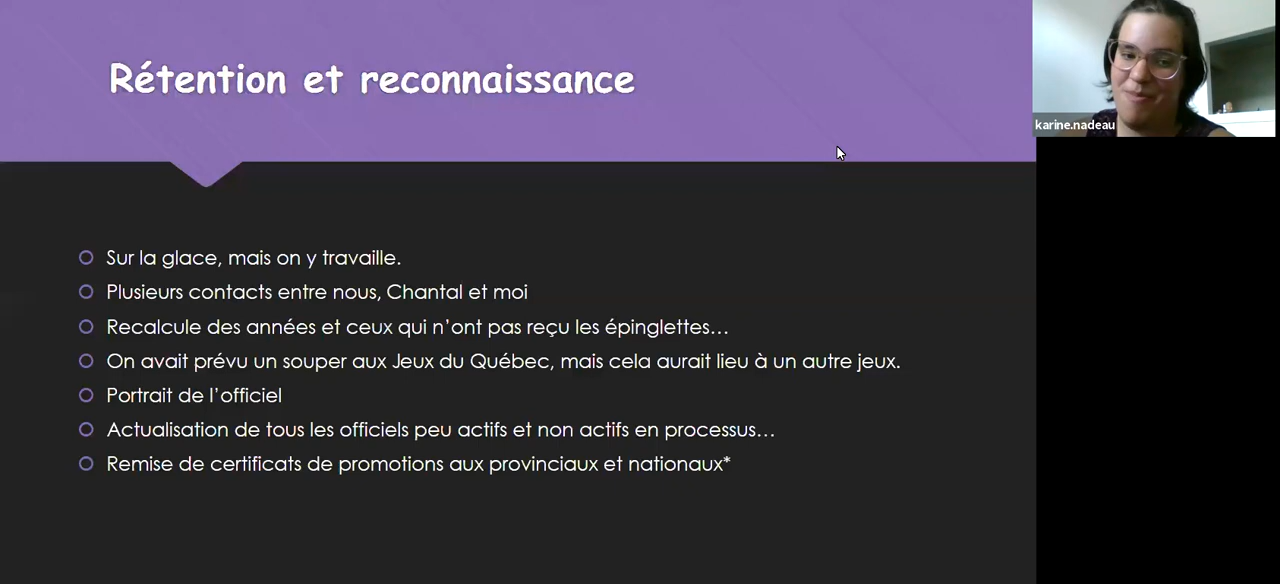 Rétention et reconnaissance
karine.nadeau
Sur la glace, mais on y travaille.
Plusieurs contacts entre nous, Chantal et moi
Recalcule des années et ceux qui n'ont pas reçu les épinglettes…
On avait prévu un souper aux Jeux du Québec, mais cela aurait lieu à un autre jeux.
Portrait de l'officiel
Actualisation de tous les officiels peu actifs et non actifs en processus…
Remise de certificats de promotions aux provinciaux et nationaux*